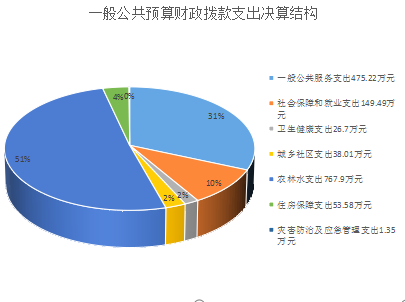 一般公共预算财政拨款支出决算结构
0%
4%
31%
51%
10%
2%
2%
一般公共服务支出475.22万元
社会保障和就业支出149.49万
元
卫生健康支出26.7万元
城乡社区支出38.01万元
农林水支出767.9万元
住房保障支出53.58万元
灾害防治及应急管理支出1.35
万元